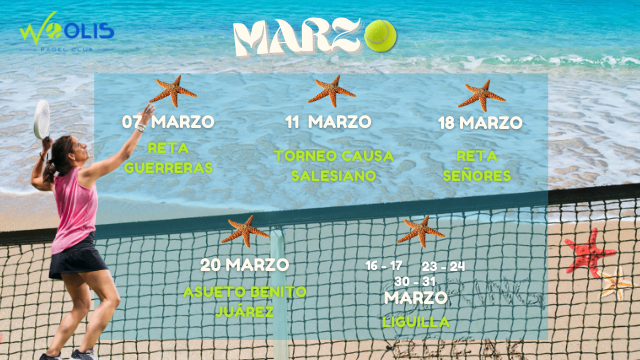 WeOLIS
PADEL CLUB
MARZO
07 MARZO
RETA
GUERRERAS
11 MARZO
TORNEO CAUSA
SALESIANO
18 MARZO
RETA
SEÑORES
20 MARZO
ASUETO BENITO
JUÁREZ
16 - 17 23 - 24
30 - 31
MARZO
LIGUILLA